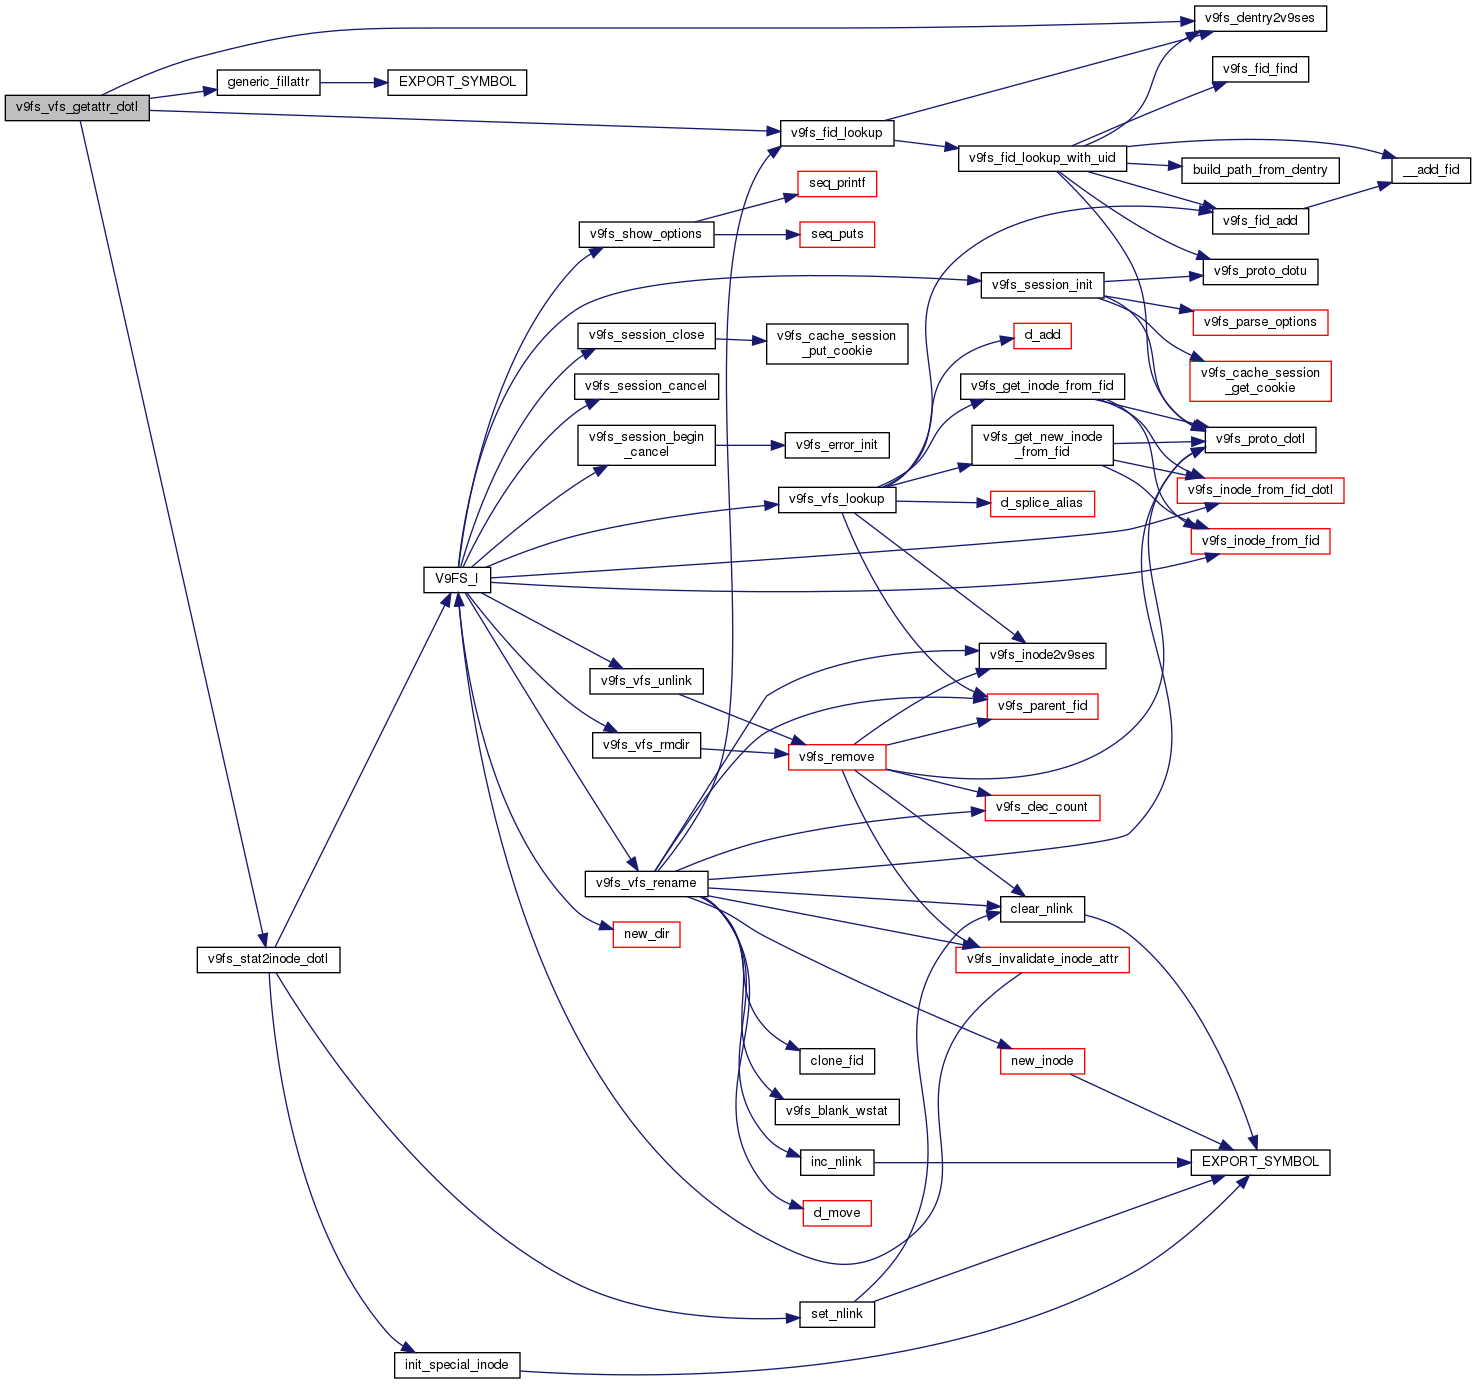 v9fs_dentry2v9ses
v9fs_fid_find
generic_fillattr
EXPORT_SYMBOL
v9fs_vfs_getattr_dotl
v9fs_fid_lookup
v9fs_fid_lookup_with_uid
build_path_from_dentry
__add_fid
seq_printf
v9fs_fid_add
v9fs_show_options
seq_puts
v9fs_proto_dotu
v9fs_session_init
v9fs_parse_options
v9fs_session_close
v9fs_cache_session
_put_cookie
d_add
v9fs_cache_session
_get_cookie
v9fs_session_cancel
v9fs_get_inode_from_fid
v9fs_session_begin
_cancel
v9fs_error_init
v9fs_get_new_inode
_from_fid
v9fs_proto_dotl
v9fs_vfs_lookup
d_splice_alias
v9fs_inode_from_fid_dotl
v9fs_inode_from_fid
V9FS_I
v9fs_inode2v9ses
v9fs_vfs_unlink
v9fs_parent_fid
v9fs_vfs_rmdir
v9fs_remove
v9fs_dec_count
v9fs_vfs_rename
clear_nlink
new_dir
v9fs_stat2inode_dotl
v9fs_invalidate_inode_attr
clone_fid
new_inode
v9fs_blank_wstat
inc_nlink
EXPORT_SYMBOL
d_move
set_nlink
init_special_inode